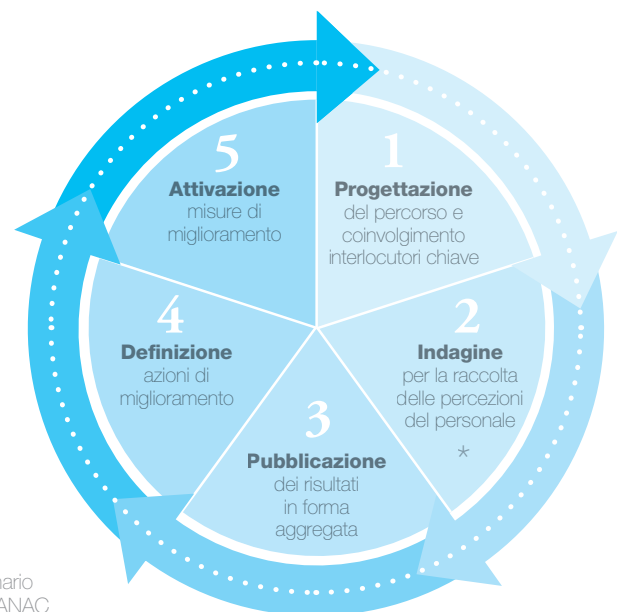 1
Progettazione
del percorso e
coinvolgimento
interlocutori chiave
2
Indagine
per la raccolta
delle percezioni
del personale
*
3
Pubblicazione
dei risultati
in forma
aggregata
4
Definizione
azioni di
miglioramento
5
Attivazione
misure di
miglioramento
ANAC